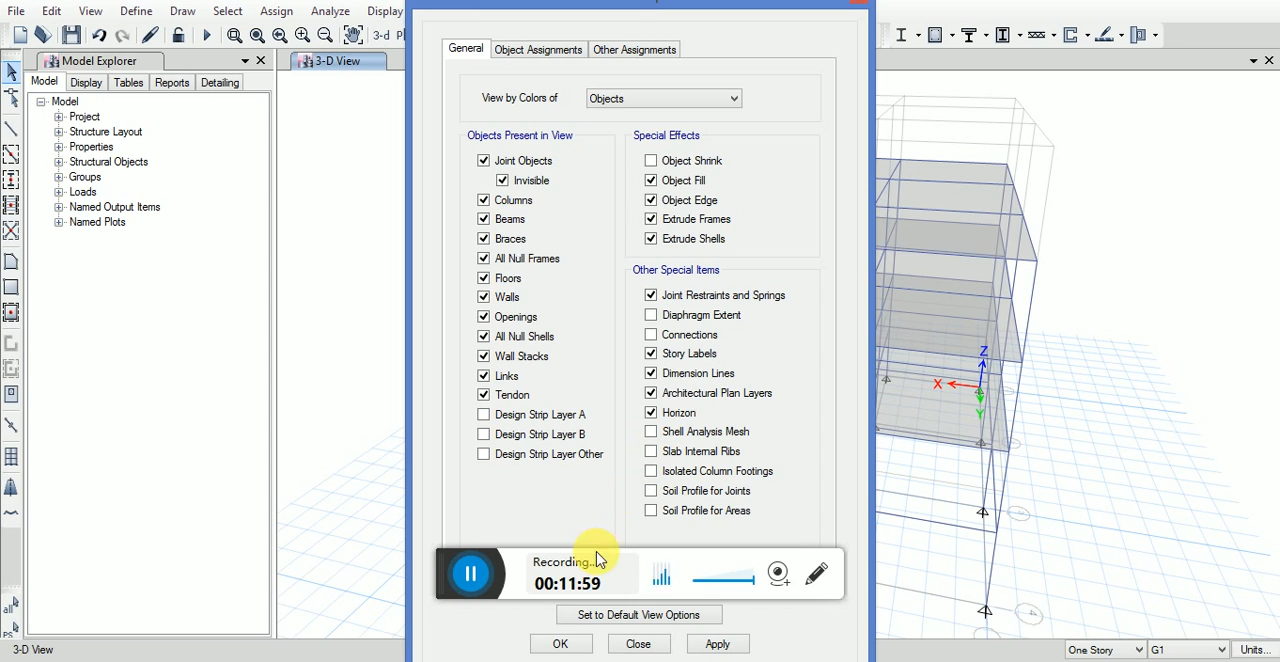 File Edit View Define Draw Select Assign Analyze Display
3-d
Model Explorer
3-D View
Model Display Tables Reports Detailing
Model
Project
Structure Layout
Properties
Structural Objects
Groups
Loads
Named Output Items
Named Plots
General Object Assignments Other Assignments
View by Colors of Objects
Objects Present in View
Joint Objects
Invisible
Columns
Beams
Braces
All Null Frames
Floors
Walls
Openings
All Null Shells
Wall Stacks
Links
Tendon
Design Strip Layer A
Design Strip Layer B
Design Strip Layer Other
Special Effects
Object Shrink
Object Fill
Object Edge
Extrude Frames
Extrude Shells
Other Special Items
Joint Restraints and Springs
Diaphragm Extent
Connections
Story Labels
Dimension Lines
Architectural Plan Layers
Horizon
Shell Analysis Mesh
Slab Internal Ribs
Isolated Column Footings
Soil Profile for Joints
Soil Profile for Areas
Recording...
00:11:59
Set to Default View Options
OK Close Apply
Z
X
Y
all
PS
3-D View
One Story G1 Units...